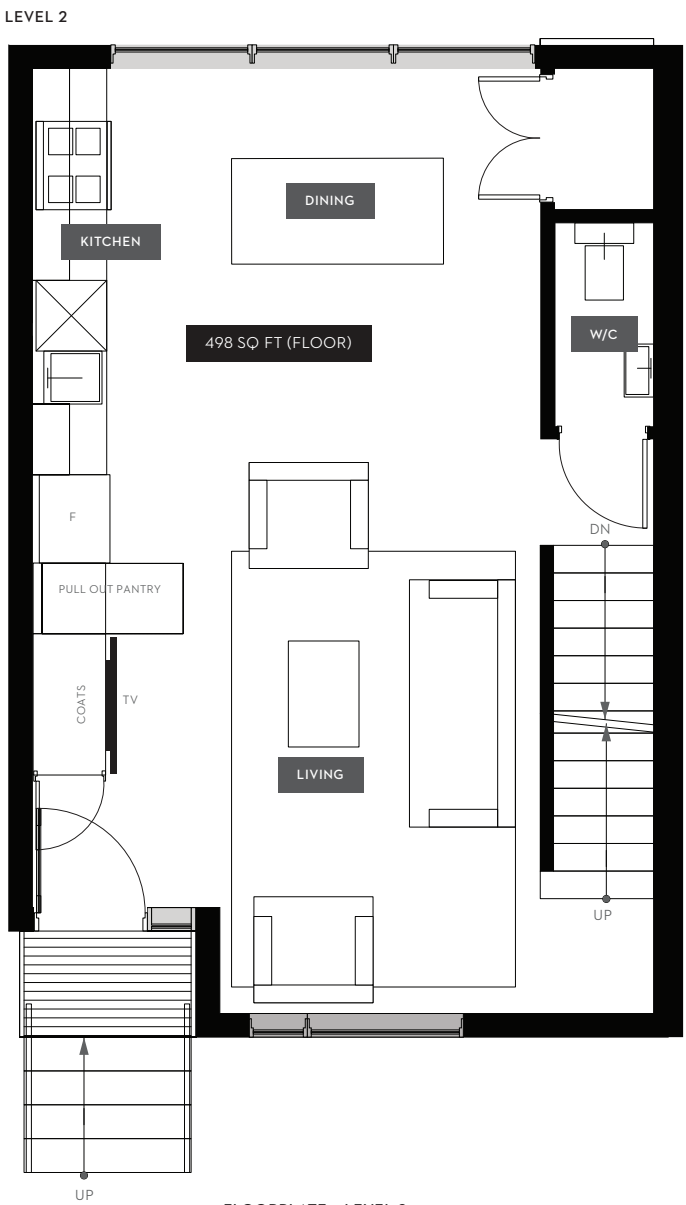 LEVEL 2
DINING
KITCHEN
W/C
498 SQ FT (FLOOR)
F
DN
PULL OUT PANTRY
COATS
TV
LIVING
UP
UP